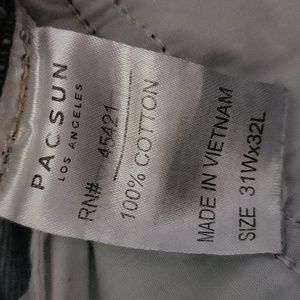 PACSUN
LOS ANGELES
RN# 45421
100% COTTON
MADE IN VIETNAM
SIZE 31Wx32L